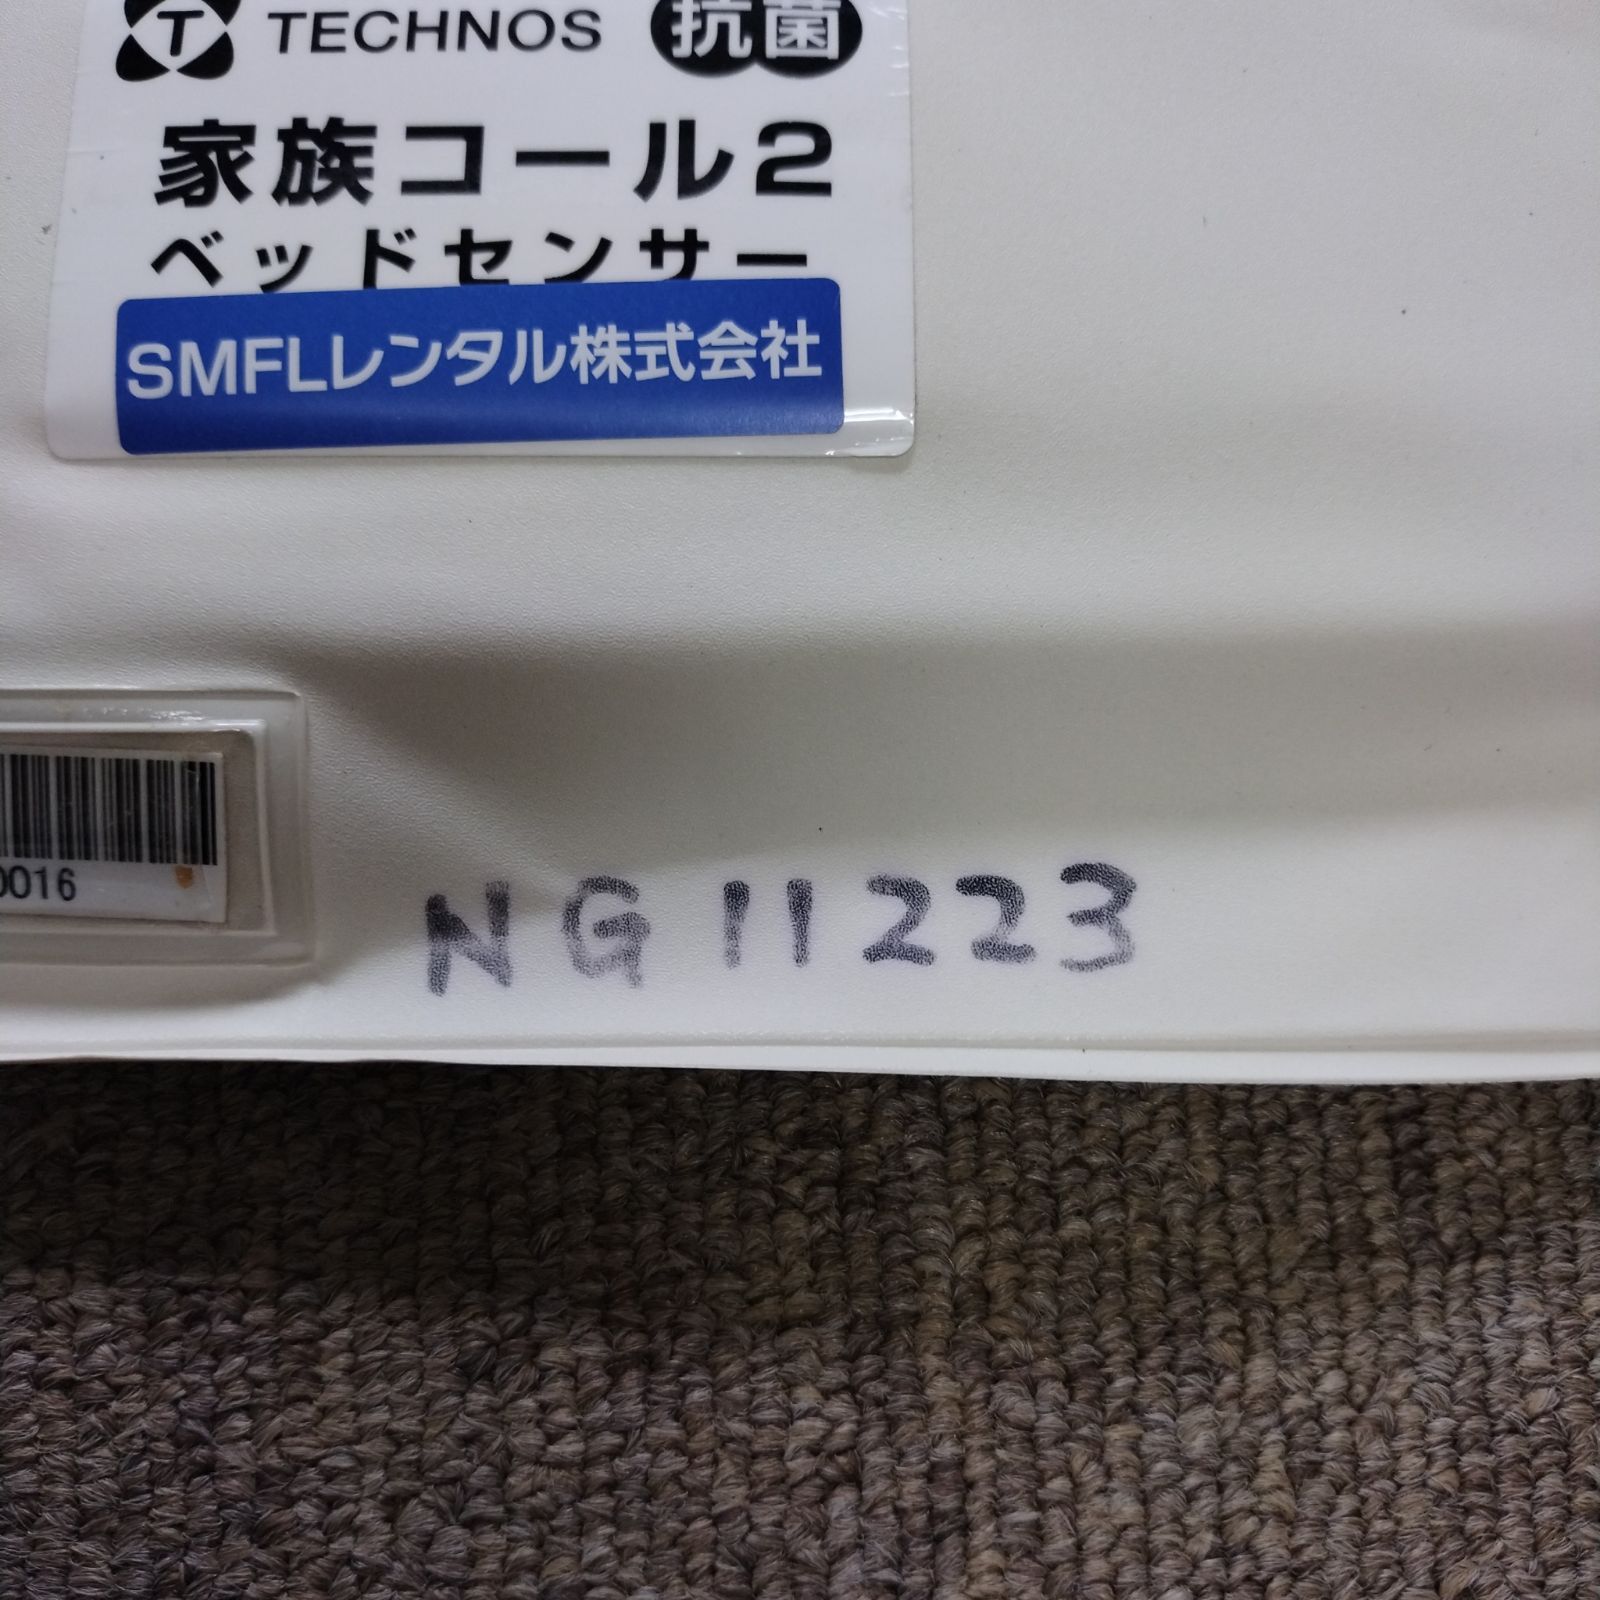 TECHNOS 抗菌
家族コール2
ベッドセンサー
SMFLレンタル株式会社
0016
NG 11223